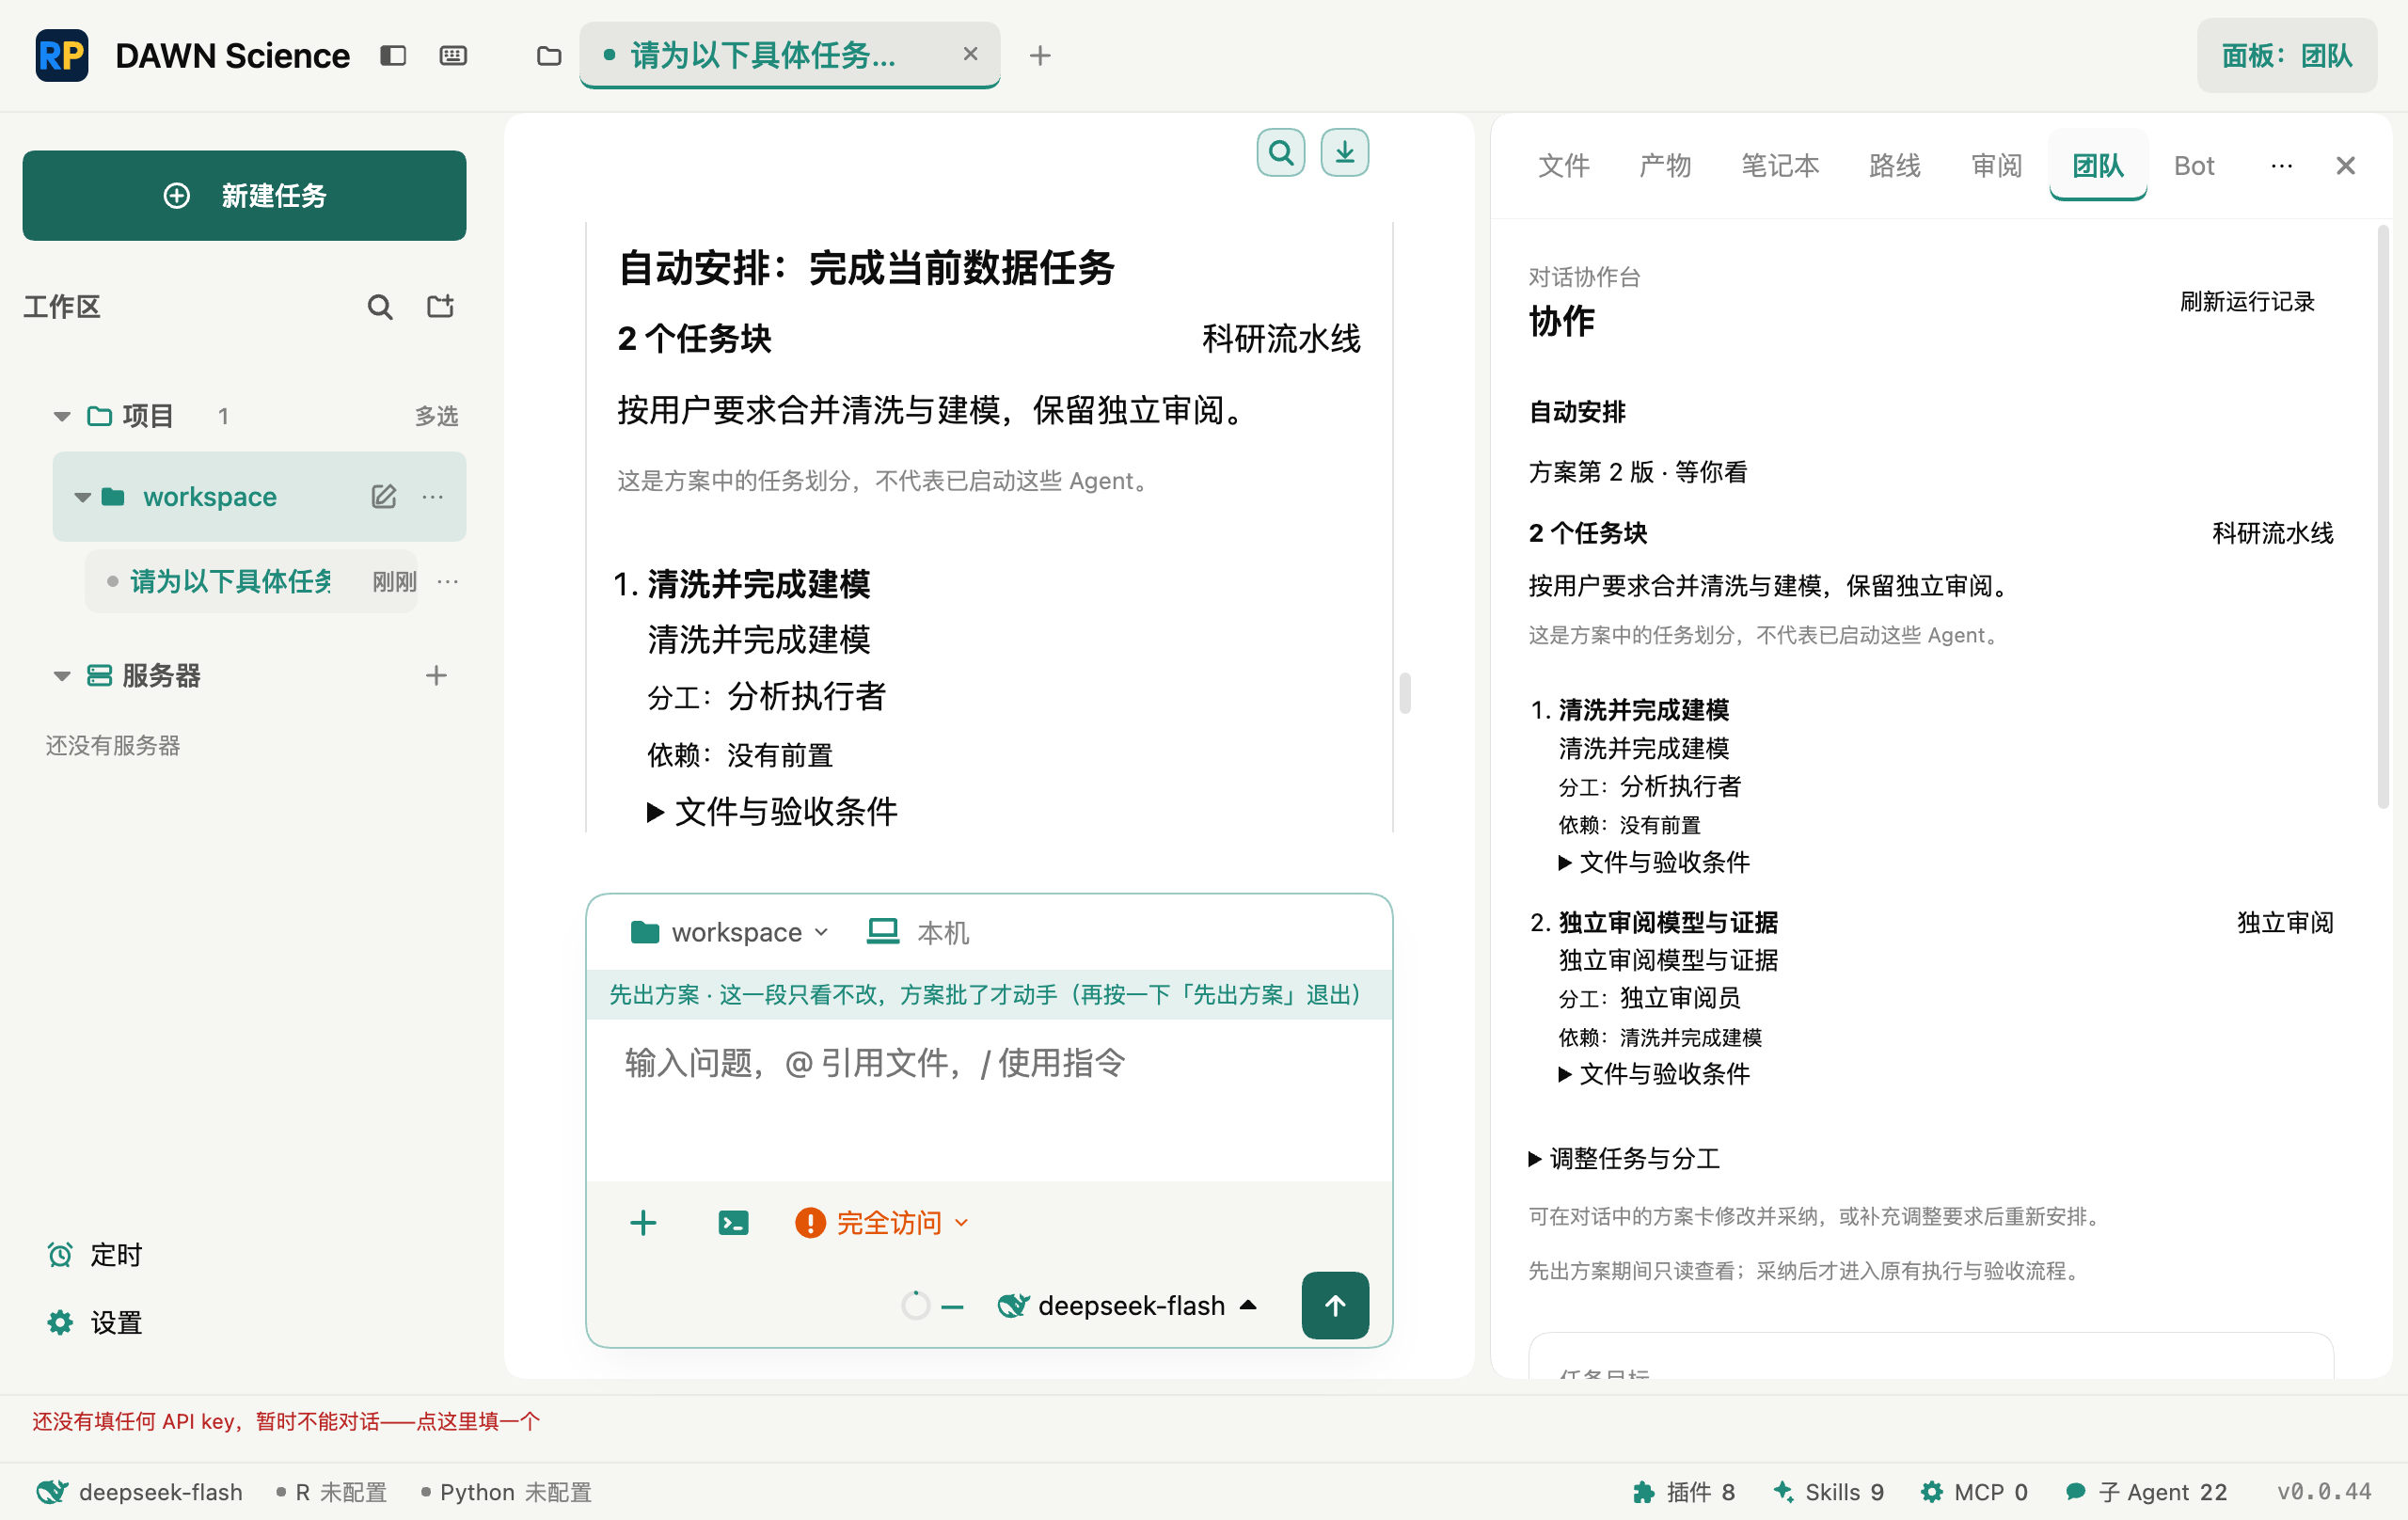 RP DAWN Science
请为以下具体任务...
面板：团队
新建任务
工作区
项目 1 多选
workspace
请为以下具体任务 刚刚
服务器
还没有服务器
定时
设置
自动安排：完成当前数据任务
2 个任务块 科研流水线
按用户要求合并清洗与建模，保留独立审阅。
这是方案中的任务划分，不代表已启动这些 Agent。
1. 清洗并完成建模
清洗并完成建模
分工：分析执行者
依赖：没有前置
文件与验收条件
workspace 本机
先出方案 · 这一段只看不改，方案批了才动手（再按一下「先出方案」退出）
输入问题，@ 引用文件，/ 使用指令
完全访问
deepseek-flash
文件 产物 笔记本 路线 审阅 团队 Bot
对话协作台
协作
刷新运行记录
自动安排
方案第 2 版 · 等你看
2 个任务块 科研流水线
按用户要求合并清洗与建模，保留独立审阅。
这是方案中的任务划分，不代表已启动这些 Agent。
1. 清洗并完成建模
清洗并完成建模
分工：分析执行者
依赖：没有前置
文件与验收条件
2. 独立审阅模型与证据 独立审阅
独立审阅模型与证据
分工：独立审阅员
依赖：清洗并完成建模
文件与验收条件
调整任务与分工
可在对话中的方案卡修改并采纳，或补充调整要求后重新安排。
先出方案期间只读查看；采纳后才进入原有执行与验收流程。
任务目标
还没有填任何 API key，暂时不能对话——点这里填一个
deepseek-flash R 未配置 Python 未配置
插件 8 Skills 9 MCP 0 子 Agent 22 v0.0.44